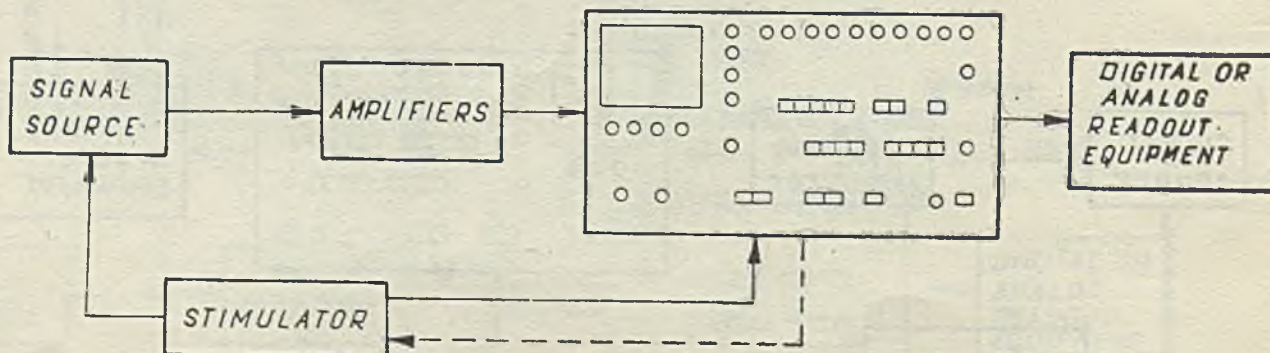 SIGNAL
SOURCE
AMPLIFIERS
DIGITAL OR
ANALOG
READOUT
EQUIPMENT
STIMULATOR